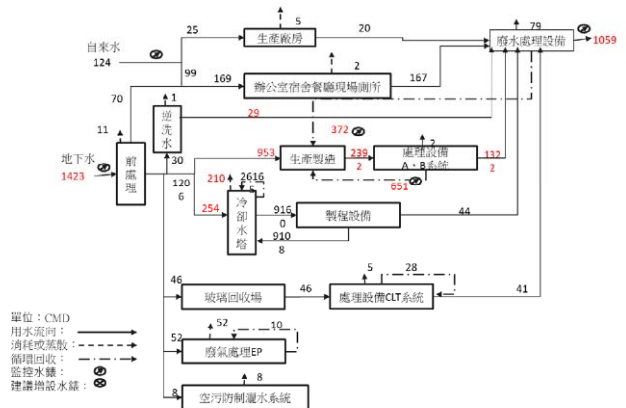 5
79
25
生產廠房
20
廢水處理設備
1059
自來水
124
99
2
169
辦公室宿舍餐廳現場廁所
167
70
1
29
11
逆洗水
372
2
地下水
1423
前處理
30
953
生產製造
239
2
處理設備
A、B系統
132
2
120
6
210
2616
5
651
254
冷卻水塔
916
0
製程設備
44
910
8
5
28
46
玻璃回收場
46
處理設備CLT系統
41
單位：CMD
用水流向：
消耗或蒸散：
循環回收：
監控水錶：
建議增設水錶：
52
10
52
廢氣處理EP
8
8
空污防制灑水系統